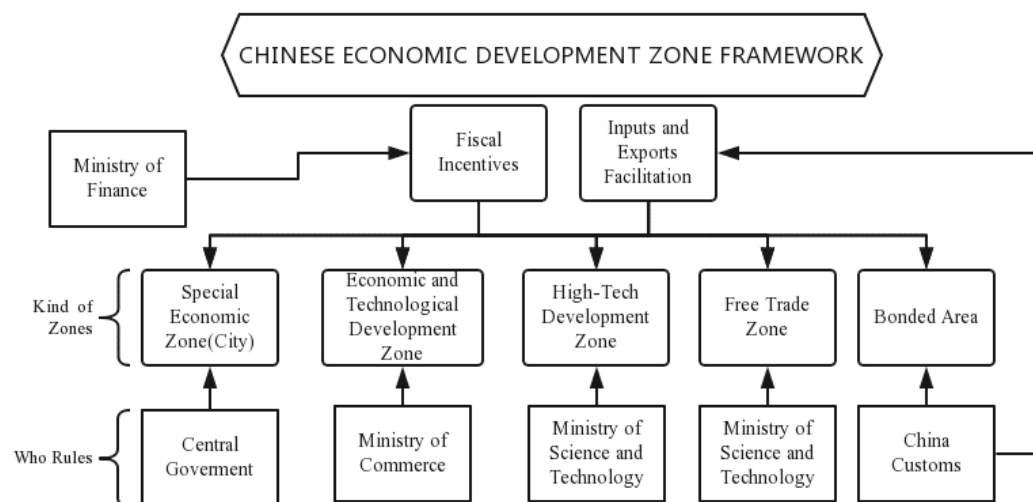 CHINESE ECONOMIC DEVELOPMENT ZONE FRAMEWORK
Ministry of
Finance
Fiscal
Incentives
Inputs and
Exports
Facilitation
Kind of
Zones
Special
Economic
Zone(City)
Economic and
Technological
Development
Zone
High-Tech
Development
Zone
Free Trade
Zone
Bonded Area
Who Rules
Central
Goverment
Ministry of
Commerce
Ministry of
Science and
Technology
Ministry of
Science and
Technology
China
Customs